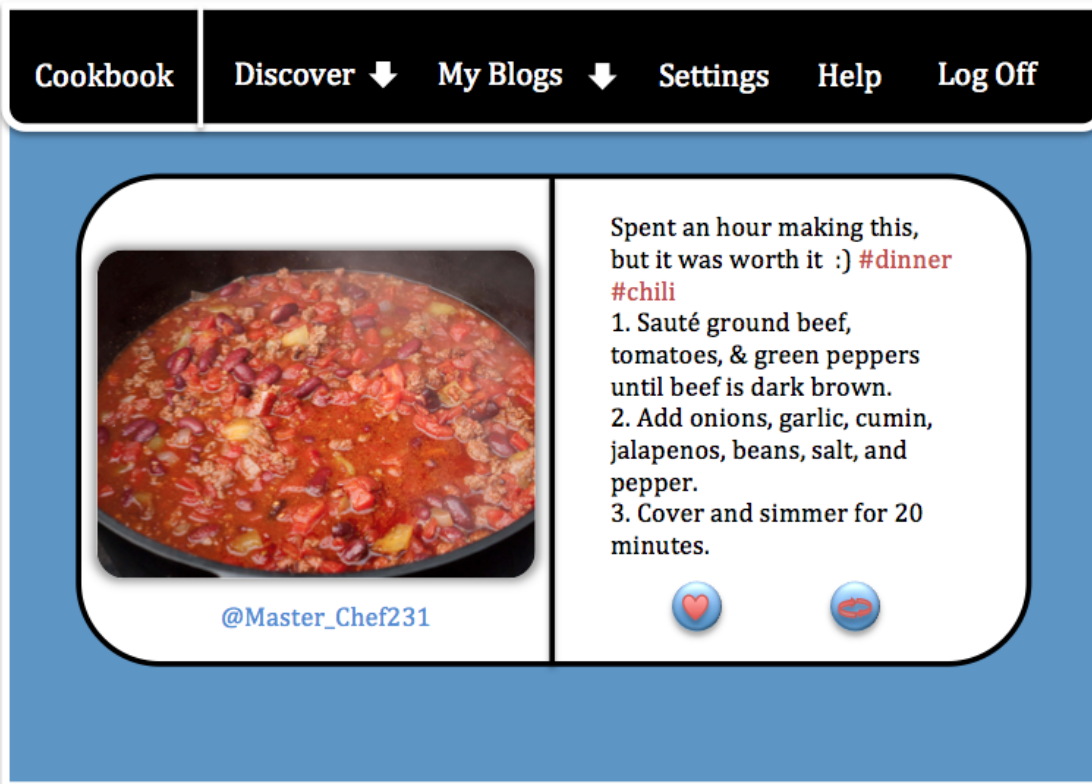 Cookbook Discover My Blogs Settings Help Log Off
Spent an hour making this,
but it was worth it :) #dinner
#chili
1. Sauté ground beef,
tomatoes, & green peppers
until beef is dark brown.
2. Add onions, garlic, cumin,
jalapenos, beans, salt, and
pepper.
3. Cover and simmer for 20
minutes.
@Master_Chef231